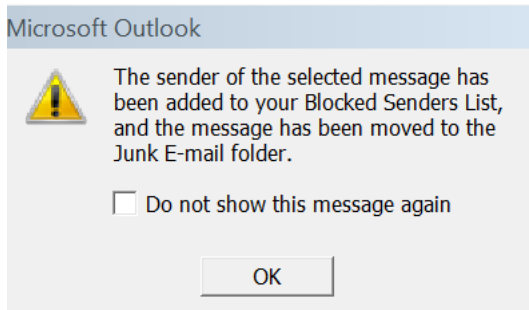 Microsoft Outlook
The sender of the selected message has
been added to your Blocked Senders List,
and the message has been moved to the
Junk E-mail folder.
Do not show this message again
OK